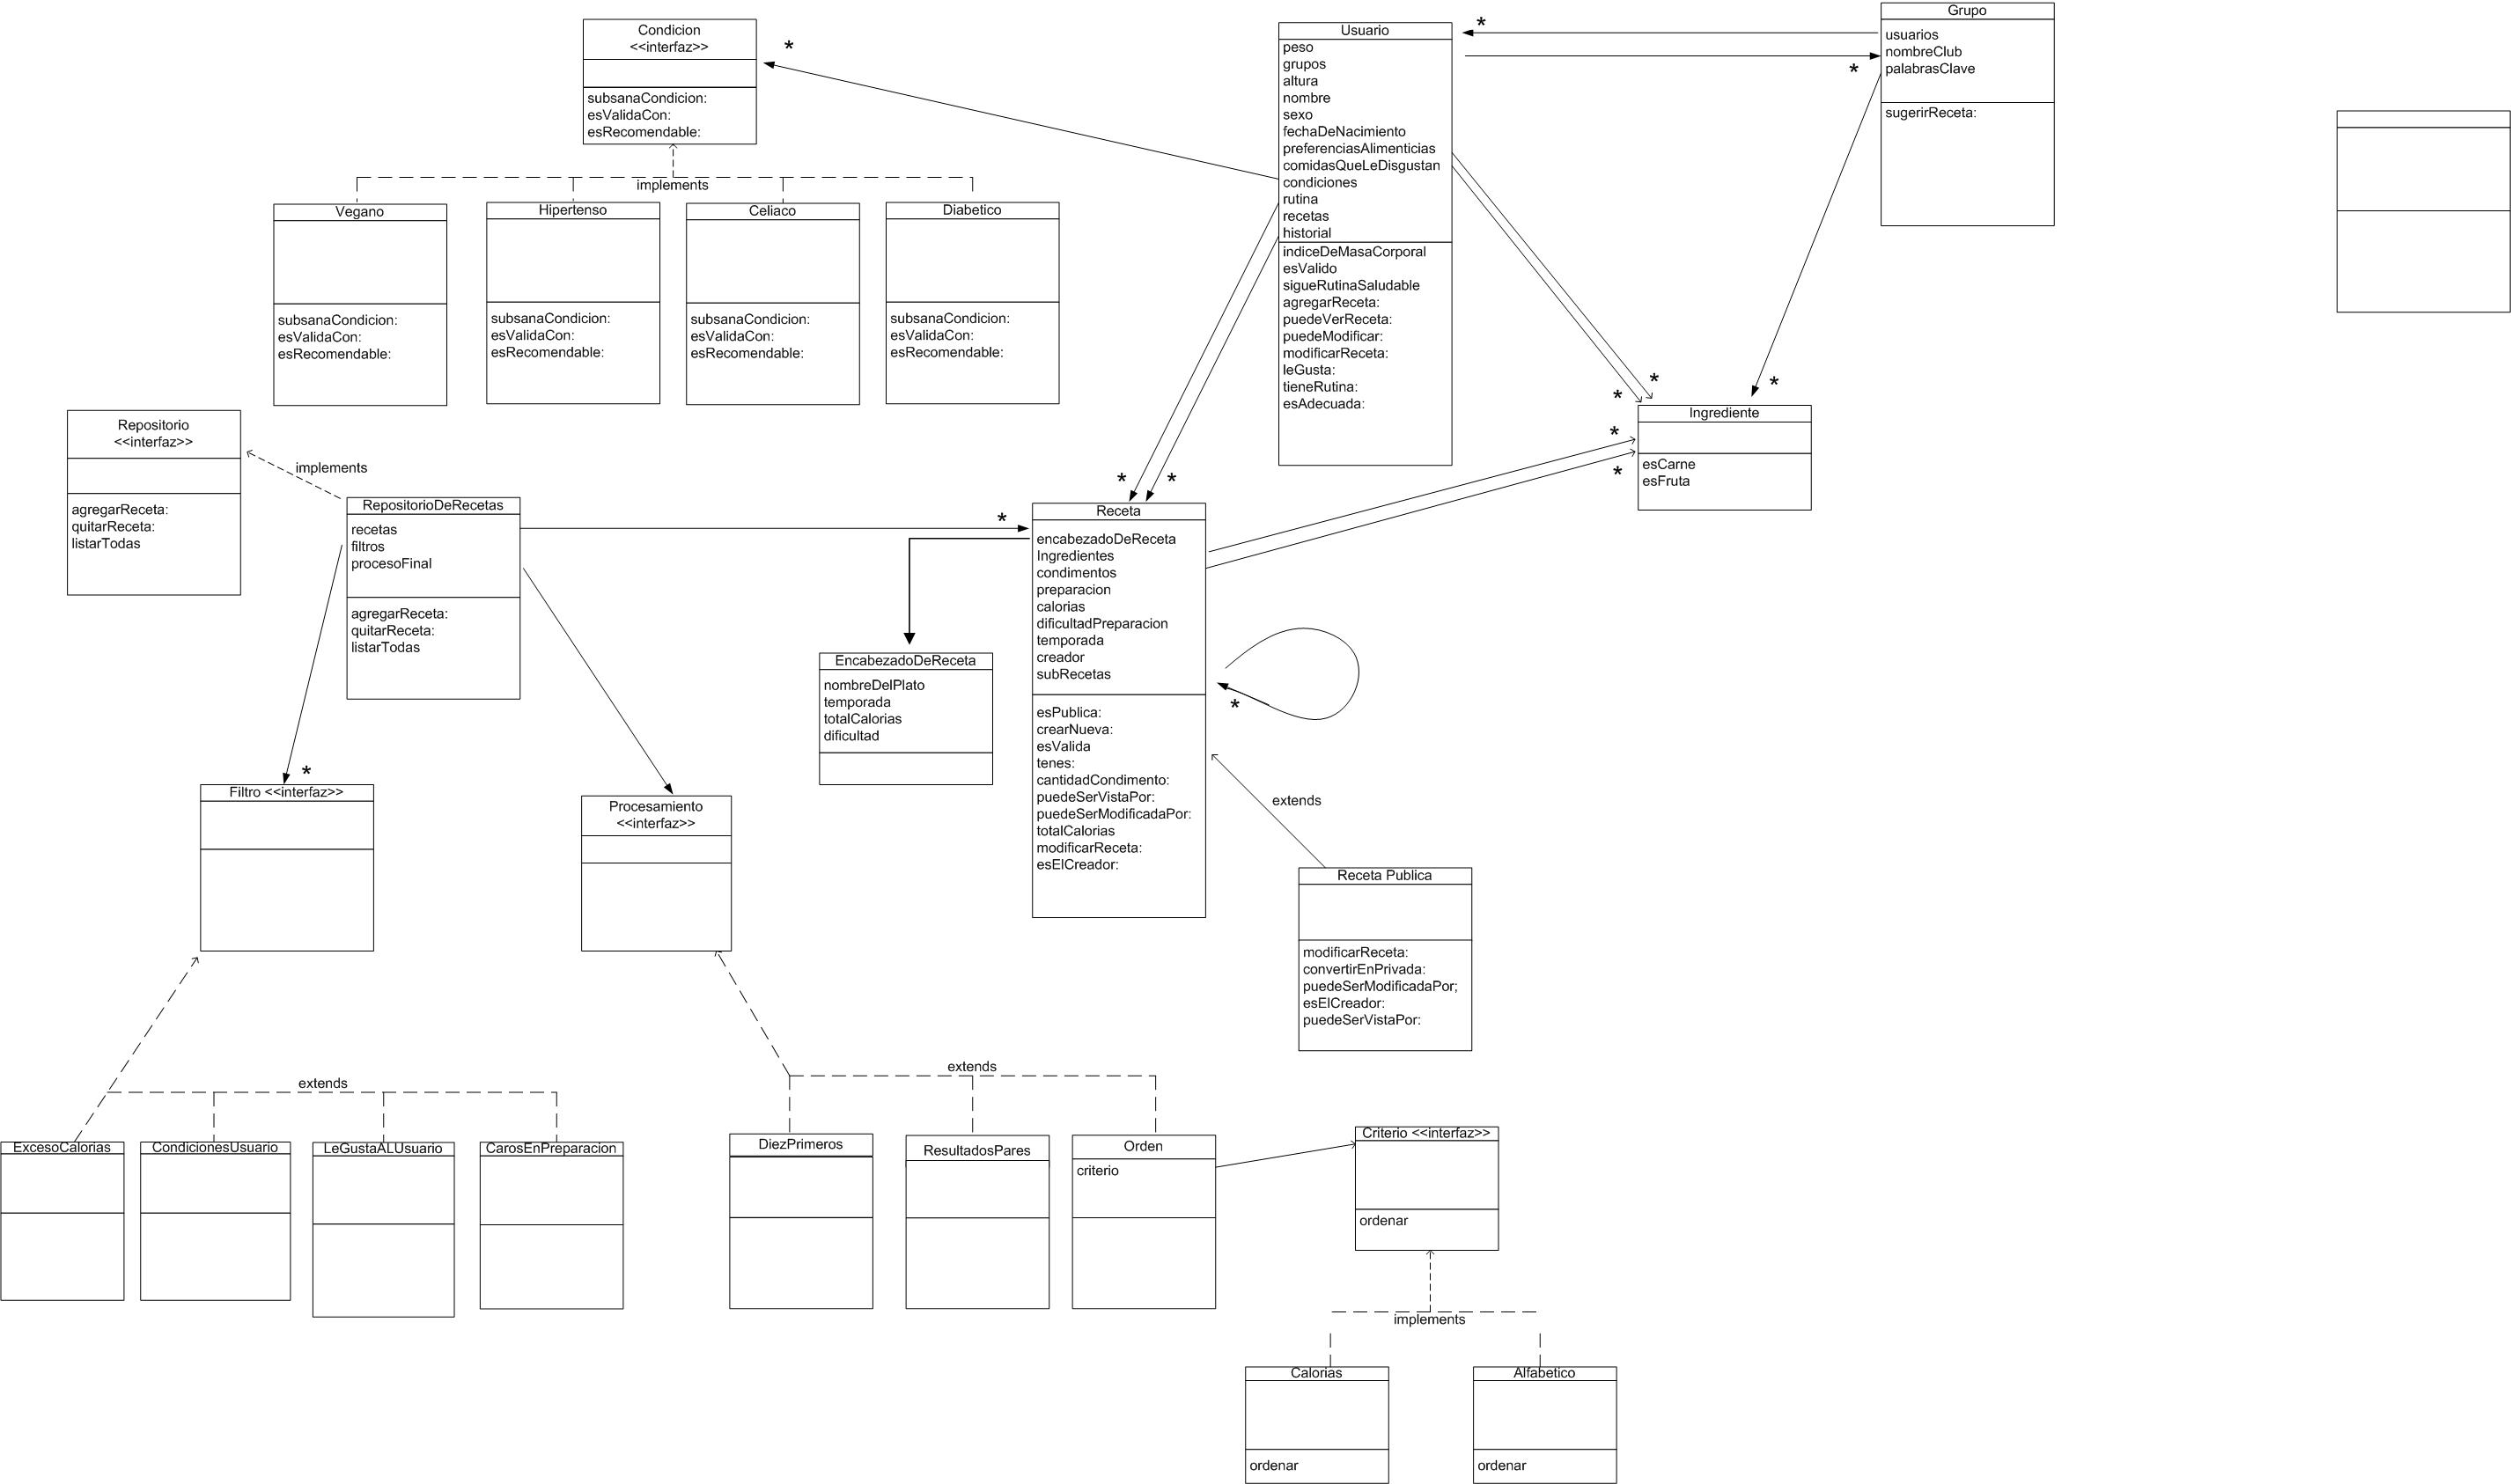 Condicion
<<interfaz>>
subsanaCondicion:
esValidaCon:
esRecomendable:
*
Usuario
peso
grupos
altura
nombre
sexo
fechaDeNacimiento
preferenciasAlimenticias
comidasQueLeDisgustan
condiciones
rutina
recetas
historial
indiceDeMasaCorporal
esValido
sigueRutinaSaludable
agregarReceta:
puedeVerReceta:
puedeModificar:
modificarReceta:
leGusta:
tieneRutina:
esAdecuada:
*
*
Grupo
usuarios
nombreClub
palabrasClave
sugerirReceta:
implements
Vegano
subsanaCondicion:
esValidaCon:
esRecomendable:
Hipertenso
subsanaCondicion:
esValidaCon:
esRecomendable:
Celiaco
subsanaCondicion:
esValidaCon:
esRecomendable:
Diabetico
subsanaCondicion:
esValidaCon:
esRecomendable:
*
*
*
Ingrediente
esCarne
esFruta
*
*
Repositorio
<<interfaz>>
agregarReceta:
quitarReceta:
listarTodas
implements
RepositorioDeRecetas
recetas
filtros
procesoFinal
agregarReceta:
quitarReceta:
listarTodas
*
*
*
Receta
encabezadoDeReceta
Ingredientes
condimentos
preparacion
calorias
dificultadPreparacion
temporada
creador
subRecetas
esPublica:
crearNueva:
esValida
tenes:
cantidadCondimento:
puedeSerVistaPor:
puedeSerModificadaPor:
totalCalorias
modificarReceta:
esElCreador:
*
EncabezadoDeReceta
nombreDelPlato
temporada
totalCalorias
dificultad
*
Filtro <<interfaz>>
Procesamiento
<<interfaz>>
extends
Receta Publica
modificarReceta:
convertirEnPrivada:
puedeSerModificadaPor;
esElCreador:
puedeSerVistaPor:
extends
ExcesoCalorias
CondicionesUsuario
LeGustaALUsuario
CarosEnPreparacion
extends
DiezPrimeros
ResultadosPares
Orden
criterio
Criterio <<interfaz>>
ordenar
implements
Calorias
ordenar
Alfabetico
ordenar